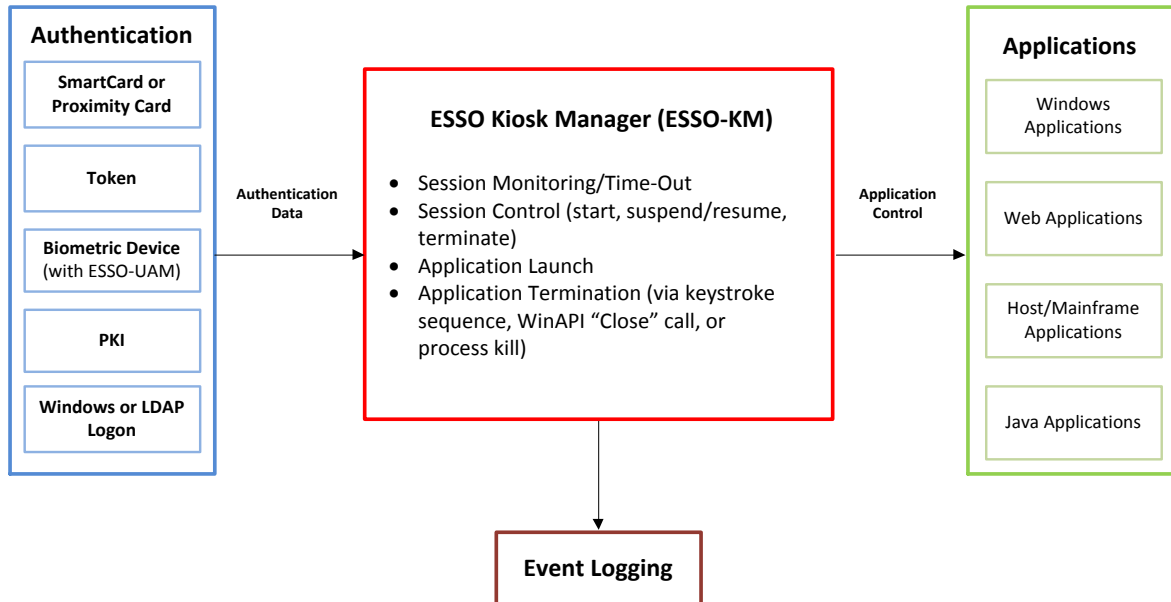 Authentication
SmartCard or
Proximity Card
Token
Biometric Device
(with ESSO-UAM)
PKI
Windows or LDAP
Logon
Authentication
Data
ESSO Kiosk Manager (ESSO-KM)
• Session Monitoring/Time-Out
• Session Control (start, suspend/resume,
terminate)
• Application Launch
• Application Termination (via keystroke
sequence, WinAPI “Close” call, or
process kill)
Application
Control
Applications
Windows
Applications
Web Applications
Host/Mainframe
Applications
Java Applications
Event Logging